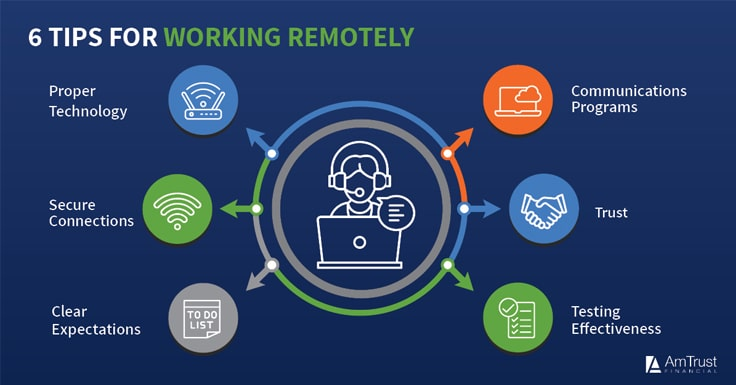 6 TIPS FOR WORKING REMOTELY
Proper
Technology
Secure
Connections
Clear
Expectations
TO DO
LIST
Communications
Programs
Trust
Testing
Effectiveness
AmTrust
FINANCIAL